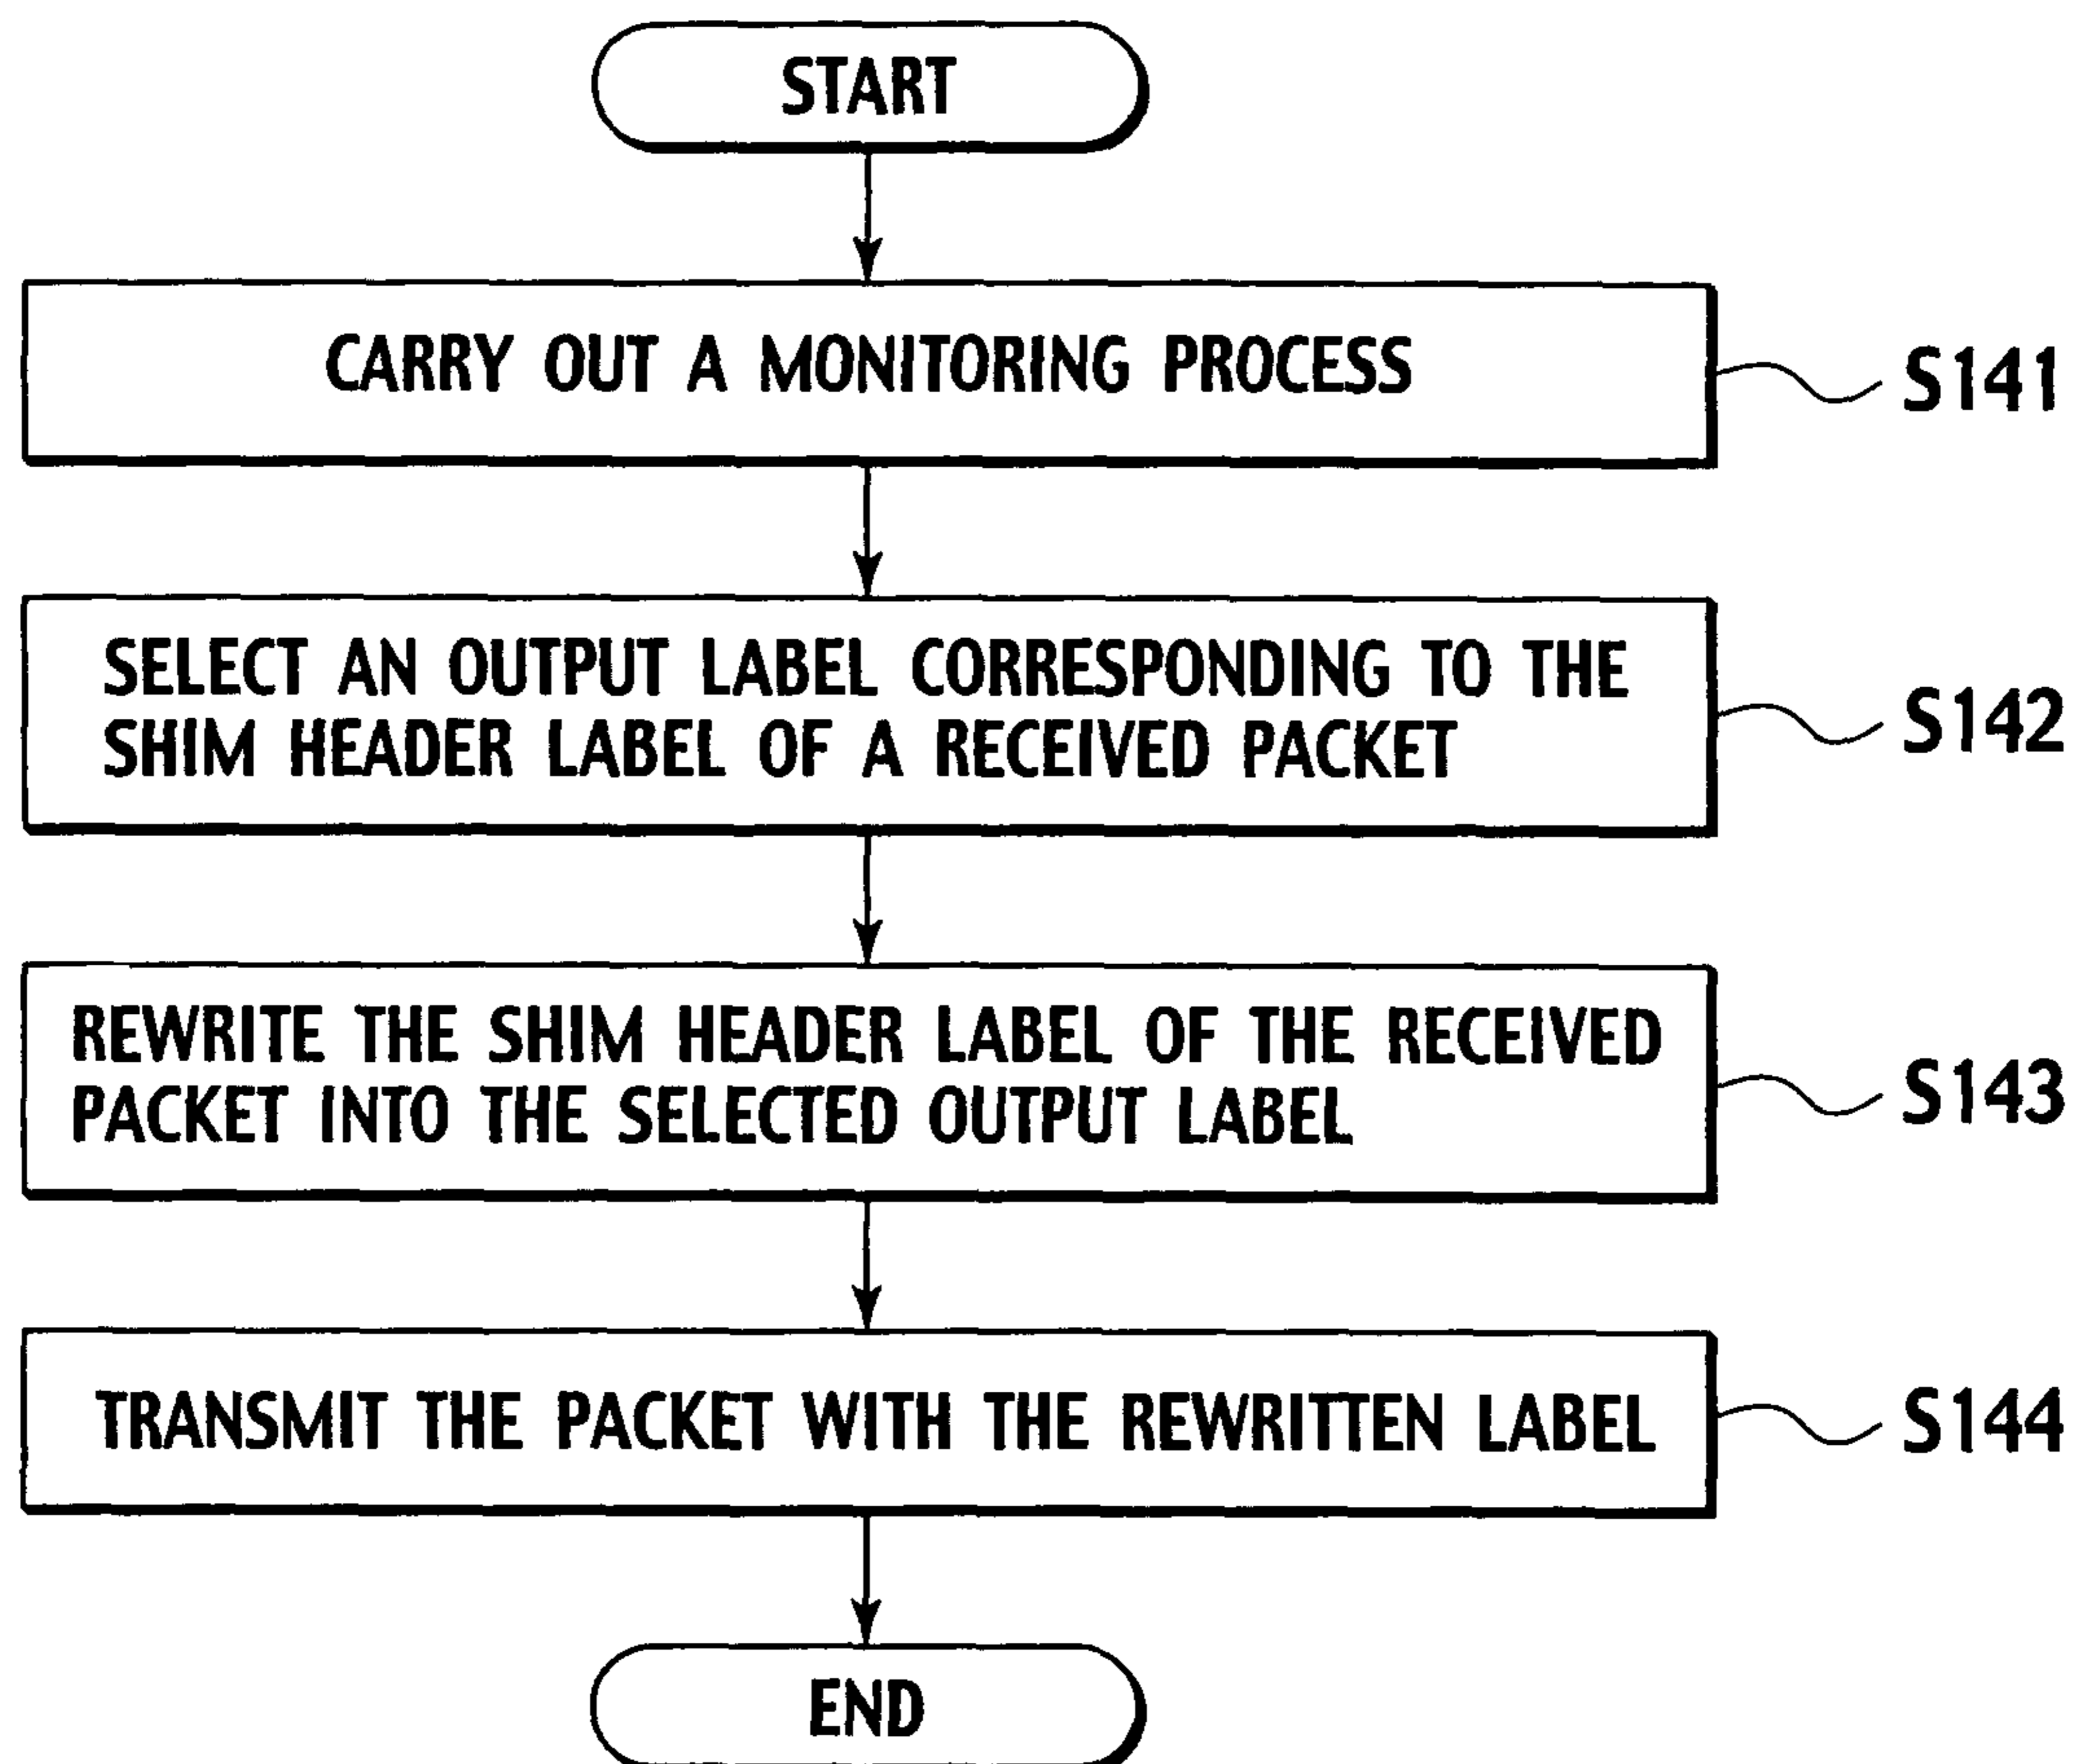 START
CARRY OUT A MONITORING PROCESS
S141
SELECT AN OUTPUT LABEL CORRESPONDING TO THE
SHIM HEADER LABEL OF A RECEIVED PACKET
S142
REWRITE THE SHIM HEADER LABEL OF THE RECEIVED
PACKET INTO THE SELECTED OUTPUT LABEL
S143
TRANSMIT THE PACKET WITH THE REWRITTEN LABEL
S144
END